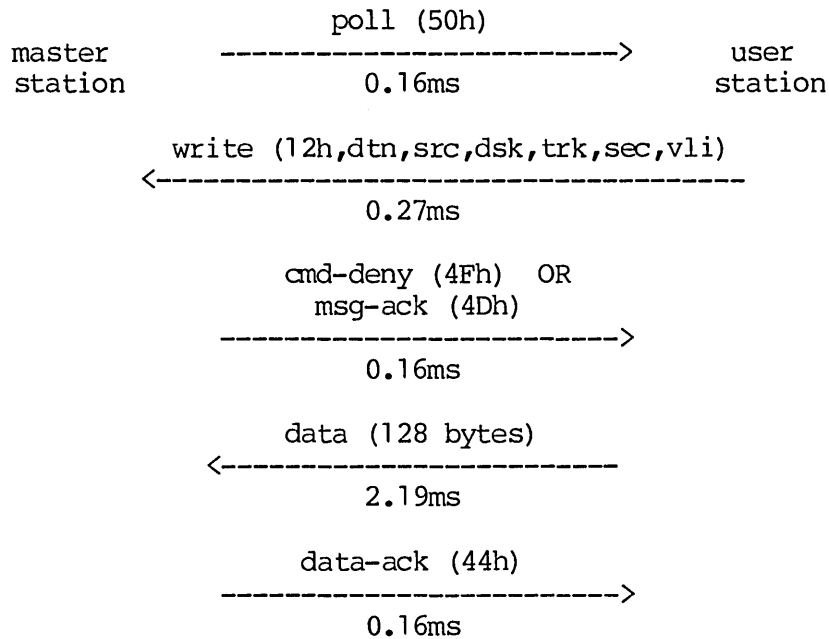 poll (50h)
master ------------------------> user
station 0.16ms station
write (12h,dtn,src,dsk,trk,sec,vli)
<------------------------------------
0.27ms
cmd-deny (4Fh) OR
msg-ack (4Dh)
------------------------>
0.16ms
data (128 bytes)
<------------------------
2.19ms
data-ack (44h)
------------------------>
0.16ms